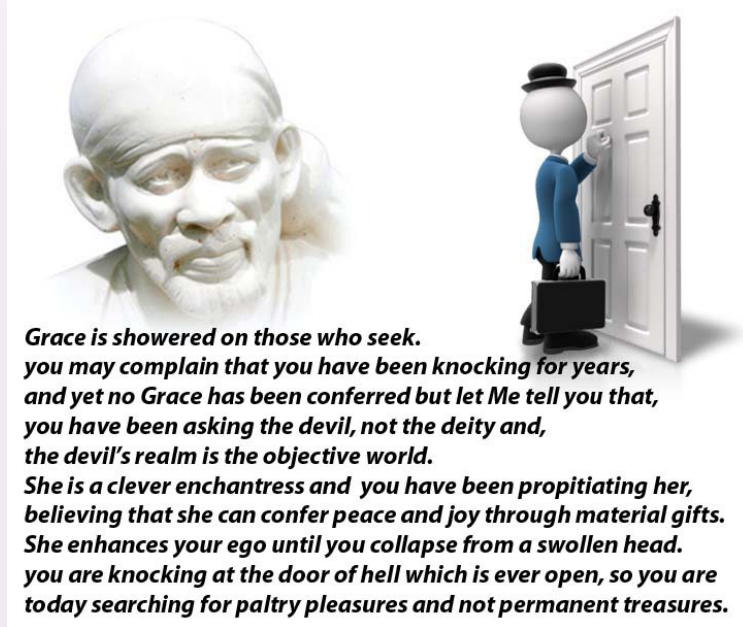 Grace is showered on those who seek.
you may complain that you have been knocking for years,
and yet no Grace has been conferred but let Me tell you that,
you have been asking the devil, not the deity and,
the devil's realm is the objective world.
She is a clever enchantress and you have been propitiating her,
believing that she can confer peace and joy through material gifts.
She enhances your ego until you collapse from a swollen head.
you are knocking at the door of hell which is ever open, so you are
today searching for paltry pleasures and not permanent treasures.